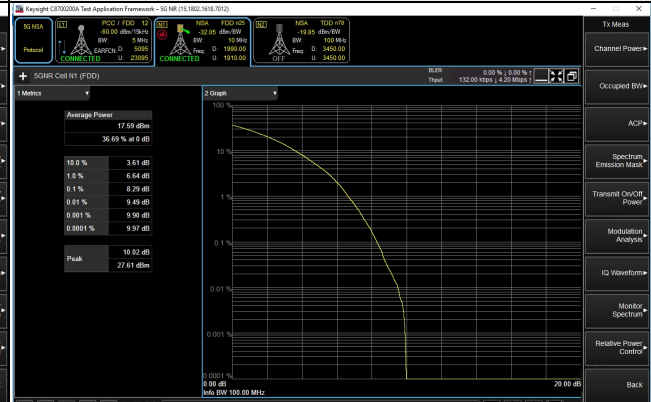 Keysight C8700200A Test Application Framework – 5G NR (15.1802.1618.7012)
5G NSA
Protocol
L1 PCC / FDD 12
-60.00 dBm/15kHz
BW: 5 MHz
EARFCN: D: 5095
CONNECTED U: 23095
N1 NSA FDD n25
-32.05 dBm/BW
BW: 10 MHz
Freq: D: 1990.00
CONNECTED U: 1910.00
N2 NSA TDD n78
-19.85 dBm/BW
BW: 100 MHz
Freq: D: 3450.00
OFF U: 3450.00
5GNR Cell N1 (FDD)
BLER: 0.00 % ↓ 0.00 % ↑
Thput: 132.00 kbps ↓ 4.20 Mbps ↑
1 Metrics
Average Power
17.59 dBm
36.69 % at 0 dB
10.0 % 3.61 dB
1.0 % 6.64 dB
0.1 % 8.29 dB
0.01 % 9.49 dB
0.001 % 9.90 dB
0.0001 % 9.97 dB
Peak 10.02 dB
27.61 dBm
2 Graph
100 %
10 %
1 %
0.1 %
0.01 %
0.001 %
0.0001 %
0.00 dB 20.00 dB
Info BW 100.00 MHz
Tx Meas
Channel Power
Occupied BW
ACP
Spectrum
Emission Mask
Transmit On/Off
Power
Modulation
Analysis
IQ Waveform
Monitor
Spectrum
Relative Power
Control
Back